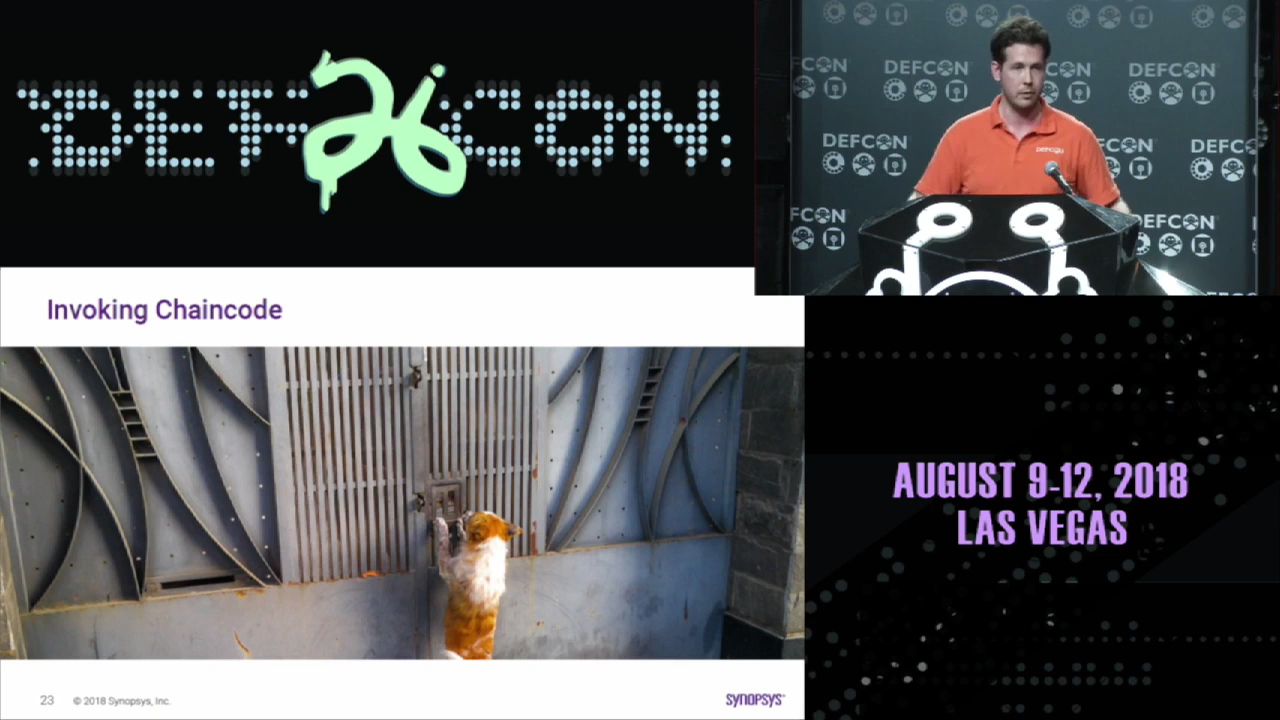 DEF CON
26
DEFCON
DEFCON
DEFCON
DEFCON
DEFCON
DEFCON
Invoking Chaincode
AUGUST 9-12, 2018
LAS VEGAS
23
© 2018 Synopsys, Inc.
SYNOPSYS